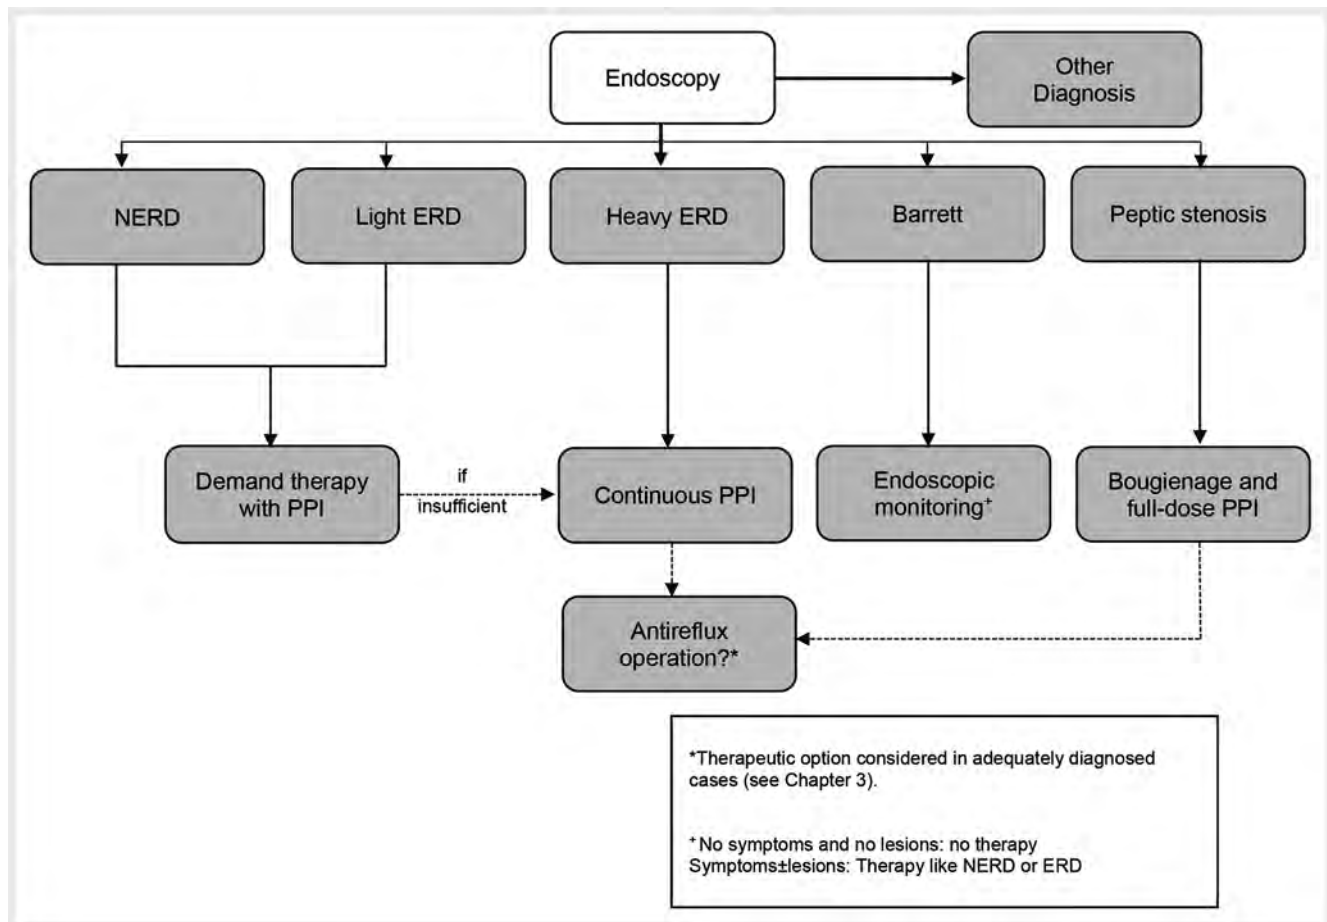 Endoscopy
Other
Diagnosis
NERD
Light ERD
Heavy ERD
Barrett
Peptic stenosis
Demand therapy
with PPI
if
insufficient
Continuous PPI
Endoscopic
monitoring⁺
Bougienage and
full-dose PPI
Antireflux
operation?*
*Therapeutic option considered in adequately diagnosed
cases (see Chapter 3).
⁺ No symptoms and no lesions: no therapy
Symptoms±lesions: Therapy like NERD or ERD